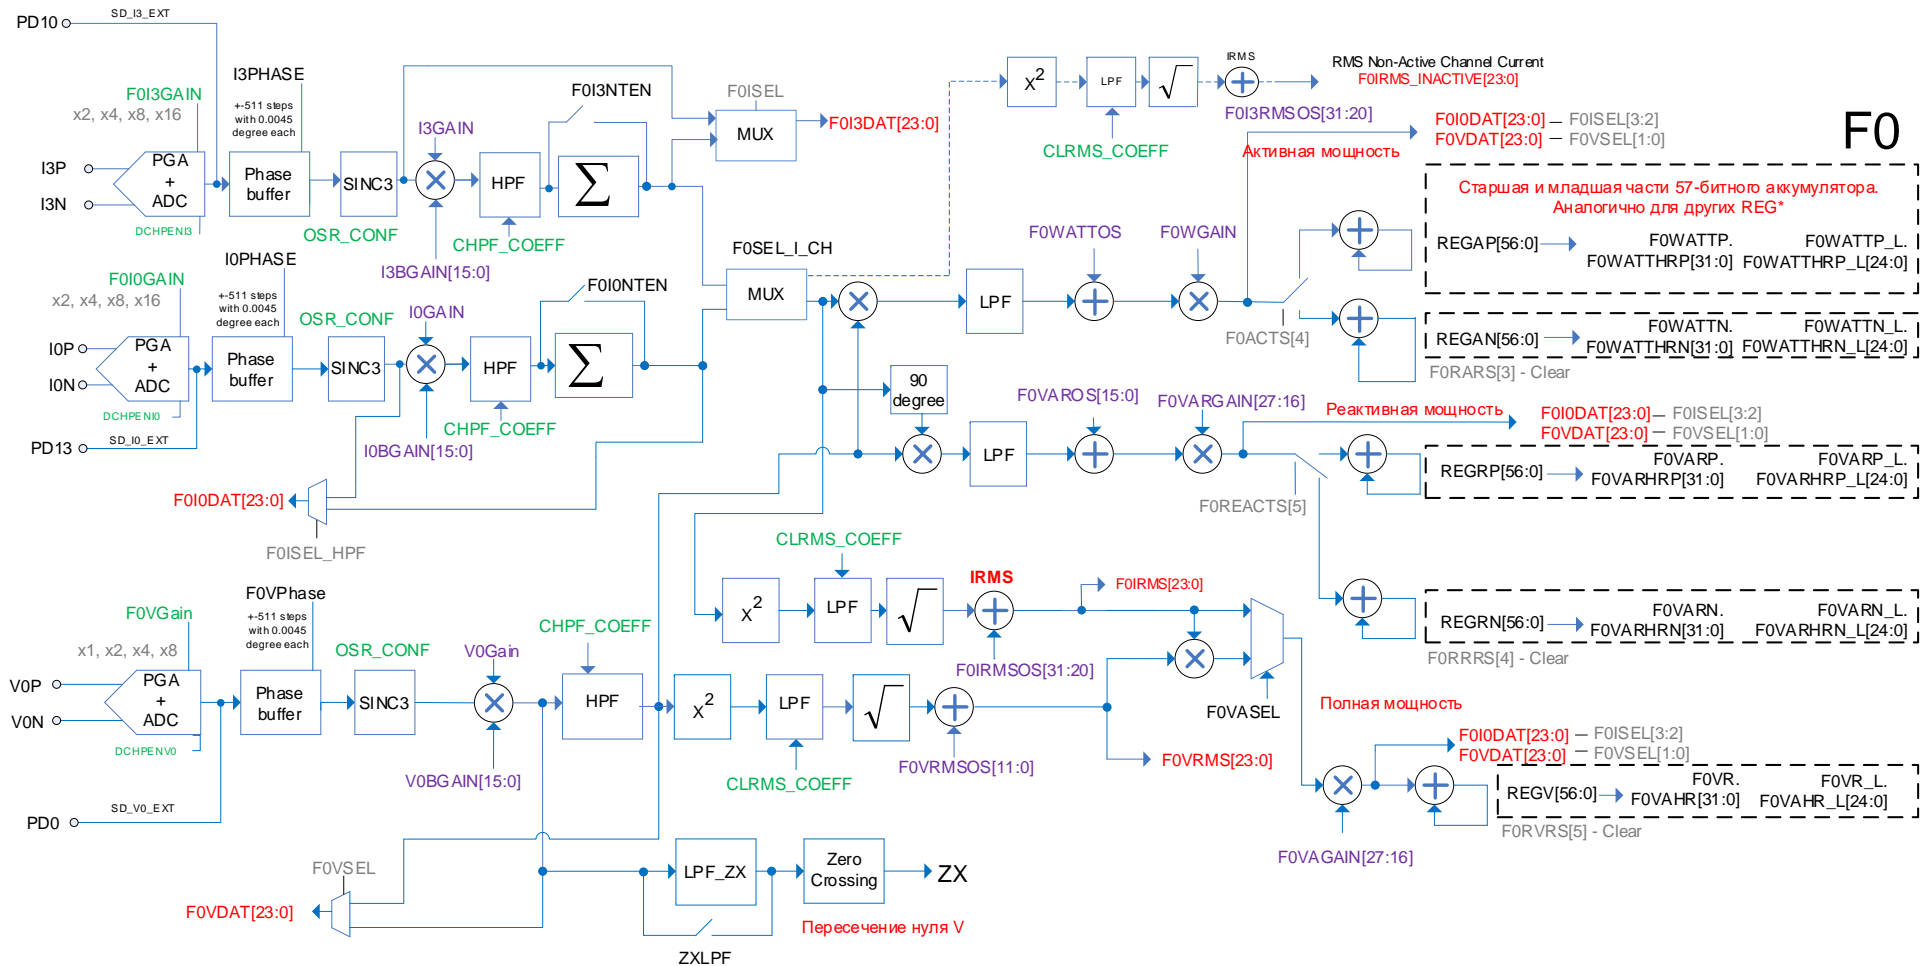 PD10
SD_I3_EXT
F0I3GAIN
x2, x4, x8, x16
I3PHASE
+-511 steps
with 0.0045
degree each
I3P
I3N
PGA
+
ADC
DCHPENI3
Phase
buffer
SINC3
OSR_CONF
I3GAIN
I3BGAIN[15:0]
HPF
CHPF_COEFF
F0I3NTEN
∑
F0ISEL
MUX
F0I3DAT[23:0]
X²
LPF
√
IRMS
RMS Non-Active Channel Current
F0IRMS_INACTIVE[23:0]
F0I3RMSOS[31:20]
CLRMS_COEFF
F0I0GAIN
x2, x4, x8, x16
I0PHASE
+-511 steps
with 0.0045
degree each
I0P
I0N
PGA
+
ADC
DCHPENI0
PD13
SD_I0_EXT
Phase
buffer
OSR_CONF
SINC3
I0GAIN
I0BGAIN[15:0]
HPF
CHPF_COEFF
F0I0NTEN
∑
F0SEL_I_CH
MUX
F0I0DAT[23:0]
F0ISEL_HPF
LPF
F0WATTOS
F0WGAIN
Активная мощность
F0I0DAT[23:0] – F0ISEL[3:2]
F0VDAT[23:0] – F0VSEL[1:0]
F0
F0ACTS[4]
Старшая и младшая части 57-битного аккумулятора.
Аналогично для других REG*
REGAP[56:0]
F0WATTP. F0WATTP_L.
F0WATTHRP[31:0] F0WATTHRP_L[24:0]
REGAN[56:0]
F0WATTN. F0WATTN_L.
F0WATTHRN[31:0] F0WATTHRN_L[24:0]
F0RARS[3] - Clear
90
degree
LPF
F0VAROS[15:0]
F0VARGAIN[27:16]
Реактивная мощность
F0I0DAT[23:0] – F0ISEL[3:2]
F0VDAT[23:0] – F0VSEL[1:0]
F0REACTS[5]
REGRP[56:0]
F0VARP. F0VARP_L.
F0VARHRP[31:0] F0VARHRP_L[24:0]
REGRN[56:0]
F0VARN. F0VARN_L.
F0VARHRN[31:0] F0VARHRN_L[24:0]
F0RRRS[4] - Clear
CLRMS_COEFF
X²
LPF
√
IRMS
F0IRMS[23:0]
F0IRMSOS[31:20]
F0VGain
x1, x2, x4, x8
F0VPhase
+-511 steps
with 0.0045
degree each
V0P
V0N
PGA
+
ADC
DCHPENV0
PD0
SD_V0_EXT
Phase
buffer
OSR_CONF
SINC3
V0Gain
V0BGAIN[15:0]
CHPF_COEFF
HPF
X²
LPF
√
CLRMS_COEFF
F0VRMSOS[11:0]
F0VRMS[23:0]
F0VASEL
Полная мощность
F0I0DAT[23:0] – F0ISEL[3:2]
F0VDAT[23:0] – F0VSEL[1:0]
REGV[56:0]
F0VR. F0VR_L.
F0VAHR[31:0] F0VAHR_L[24:0]
F0RVRS[5] - Clear
F0VAGAIN[27:16]
F0VSEL
F0VDAT[23:0]
LPF_ZX
Zero
Crossing
ZX
Пересечение нуля V
ZXLPF